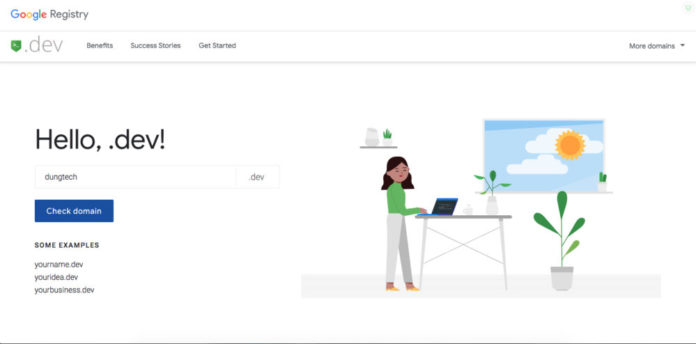 Google Registry
.dev
Benefits
Success Stories
Get Started
More domains
Hello, .dev!
dungtech
.dev
Check domain
SOME EXAMPLES
yourname.dev
youridea.dev
yourbusiness.dev